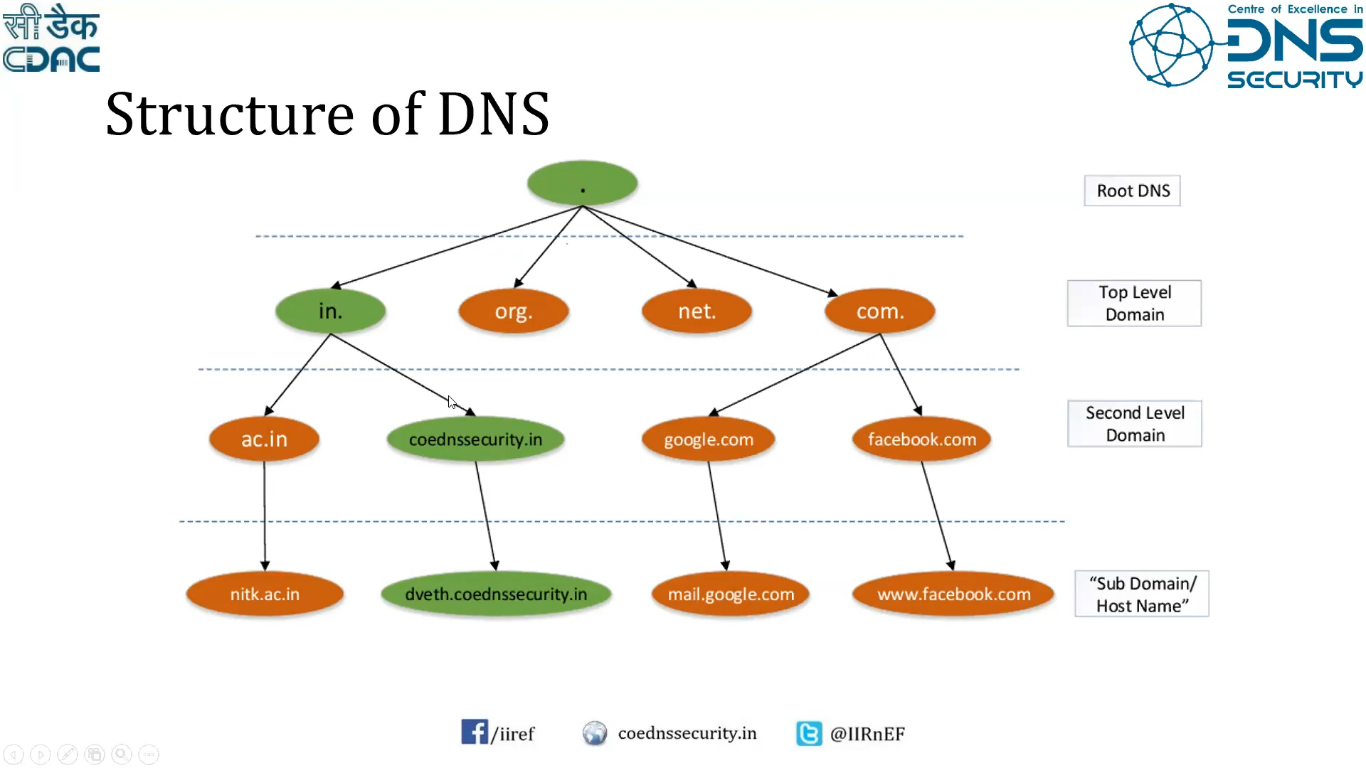 सी डैक
CDAC
Centre of Excellence in
DNS
SECURITY
Structure of DNS
.
Root DNS
in.
org.
net.
com.
Top Level
Domain
ac.in
coednssecurity.in
google.com
facebook.com
Second Level
Domain
nitk.ac.in
dveth.coednssecurity.in
mail.google.com
www.facebook.com
“Sub Domain/
Host Name”
/iiref
coednssecurity.in
@IIRnEF